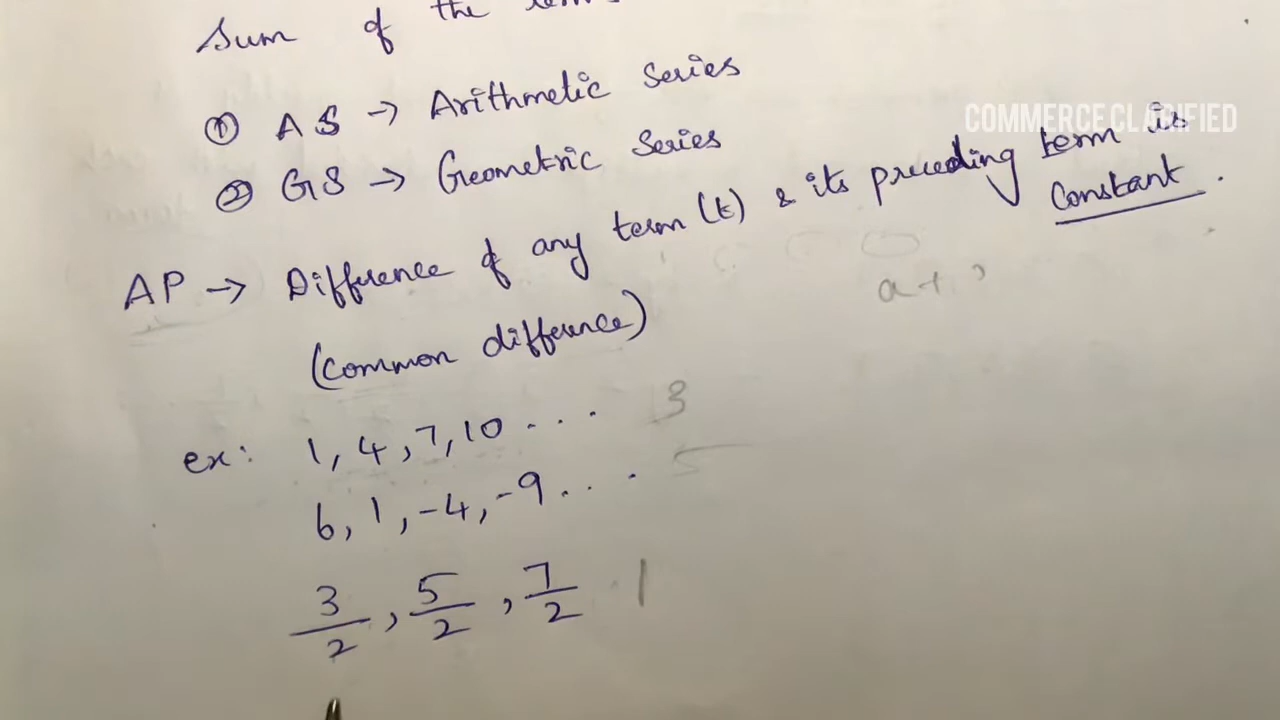 Sum of the
① AS → Arithmetic Series
② GS → Geometric Series
COMMERCE CLARIFIED
AP → Difference of any term (t) & its preceding term is
Constant.
(Common difference)
a +
ex: 1, 4, 7, 10 . . . 3
6, 1, -4, -9 . . . 5
3/2, 5/2, 7/2 1